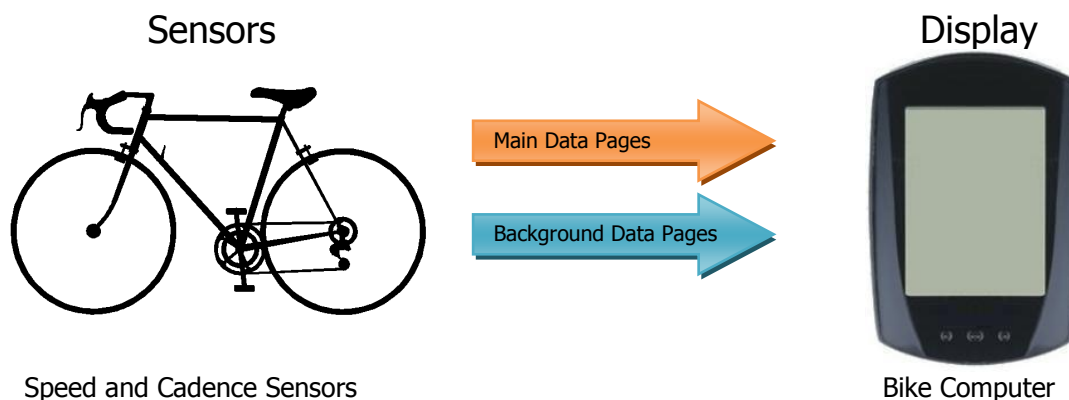 Sensors
Display
Main Data Pages
Background Data Pages
Speed and Cadence Sensors
Bike Computer